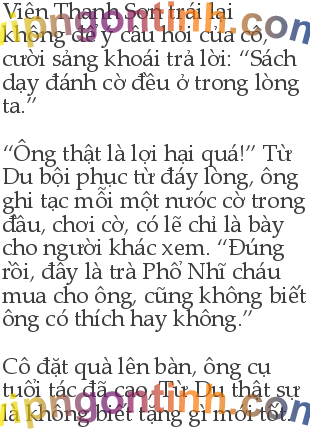 Viên Thanh Sơn trái lại
không để ý câu hỏi của cô,
cười sảng khoái trả lời: “Sách
dạy đánh cờ đều ở trong lòng
ta.”
“Ông thật là lợi hại quá!” Từ
Du bội phục từ đáy lòng, ông
ghi tạc mỗi một nước cờ trong
đầu, chơi cờ, có lẽ chỉ là bày
cho người khác xem. “Đúng
rồi, đây là trà Phổ Nhĩ cháu
mua cho ông, cũng không biết
ông có thích hay không.”
Cô đặt quà lên bàn, ông cụ
tuổi tác đã cao, Từ Du thật sự
là không biết tặng gì mới tốt.
vipngontinh.com
vipngontinh.com